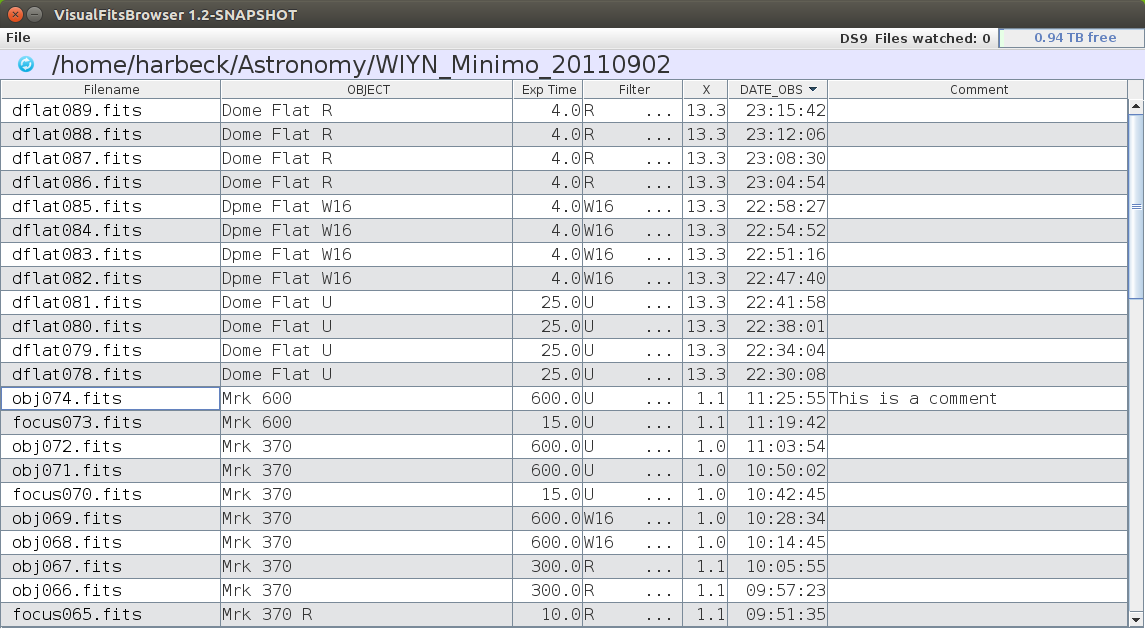 VisualFitsBrowser 1.2-SNAPSHOT
File DS9 Files watched: 0 0.94 TB free
/home/harbeck/Astronomy/WIYN_Minimo_20110902
Filename OBJECT Exp Time Filter X DATE_OBS Comment
dflat089.fits Dome Flat R 4.0 R ... 13.3 23:15:42
dflat088.fits Dome Flat R 4.0 R ... 13.3 23:12:06
dflat087.fits Dome Flat R 4.0 R ... 13.3 23:08:30
dflat086.fits Dome Flat R 4.0 R ... 13.3 23:04:54
dflat085.fits Dpme Flat W16 4.0 W16 ... 13.3 22:58:27
dflat084.fits Dpme Flat W16 4.0 W16 ... 13.3 22:54:52
dflat083.fits Dpme Flat W16 4.0 W16 ... 13.3 22:51:16
dflat082.fits Dpme Flat W16 4.0 W16 ... 13.3 22:47:40
dflat081.fits Dome Flat U 25.0 U ... 13.3 22:41:58
dflat080.fits Dome Flat U 25.0 U ... 13.3 22:38:01
dflat079.fits Dome Flat U 25.0 U ... 13.3 22:34:04
dflat078.fits Dome Flat U 25.0 U ... 13.3 22:30:08
obj074.fits Mrk 600 600.0 U ... 1.1 11:25:55 This is a comment
focus073.fits Mrk 600 15.0 U ... 1.1 11:19:42
obj072.fits Mrk 370 600.0 U ... 1.0 11:03:54
obj071.fits Mrk 370 600.0 U ... 1.0 10:50:02
focus070.fits Mrk 370 15.0 U ... 1.0 10:42:45
obj069.fits Mrk 370 600.0 W16 ... 1.0 10:28:34
obj068.fits Mrk 370 600.0 W16 ... 1.0 10:14:45
obj067.fits Mrk 370 300.0 R ... 1.1 10:05:55
obj066.fits Mrk 370 300.0 R ... 1.1 09:57:23
focus065.fits Mrk 370 R 10.0 R ... 1.1 09:51:35